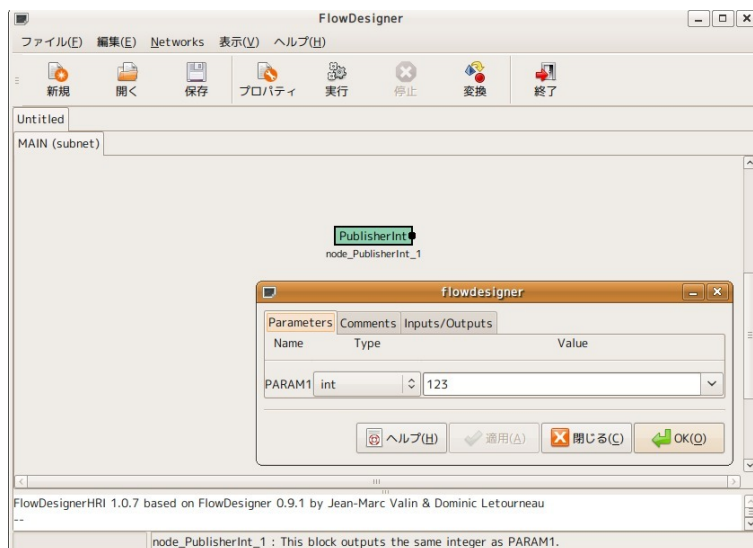 FlowDesigner
ファイル(F) 編集(E) Networks 表示(V) ヘルプ(H)
新規 開く 保存 プロパティ 実行 停止 変換 終了
Untitled
MAIN (subnet)
PublisherInt
node_PublisherInt_1
flowdesigner
Parameters Comments Inputs/Outputs
Name Type Value
PARAM1 int 123
ヘルプ(H) 適用(A) 閉じる(C) OK(O)
FlowDesignerHRI 1.0.7 based on FlowDesigner 0.9.1 by Jean-Marc Valin & Dominic Letourneau
--
node_PublisherInt_1 : This block outputs the same integer as PARAM1.